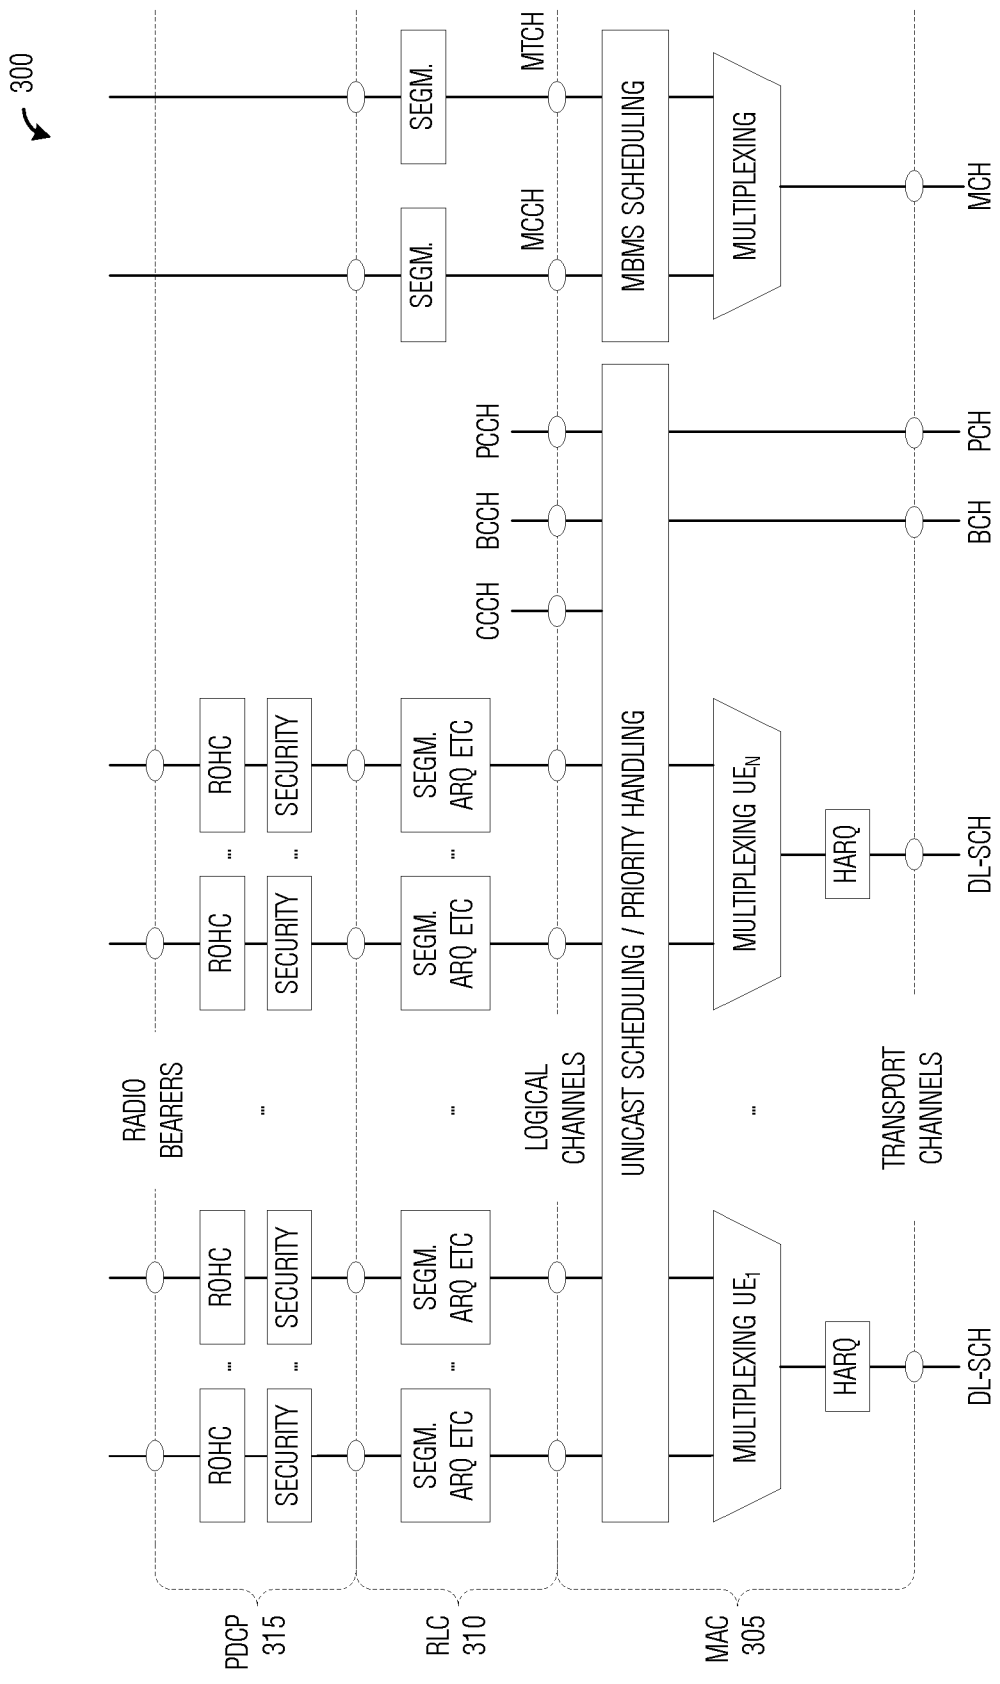 300
RADIO
BEARERS
PDCP
315
ROHC
...
ROHC
...
ROHC
...
ROHC
SECURITY
...
SECURITY
SECURITY
...
SECURITY
RLC
310
SEGM.
ARQ ETC
...
SEGM.
ARQ ETC
...
SEGM.
ARQ ETC
...
SEGM.
ARQ ETC
SEGM.
SEGM.
LOGICAL
CHANNELS
CCCH
BCCH
PCCH
MCCH
MTCH
MAC
305
UNICAST SCHEDULING / PRIORITY HANDLING
MBMS SCHEDULING
MULTIPLEXING UE1
...
MULTIPLEXING UEN
MULTIPLEXING
HARQ
HARQ
TRANSPORT
CHANNELS
DL-SCH
DL-SCH
BCH
PCH
MCH